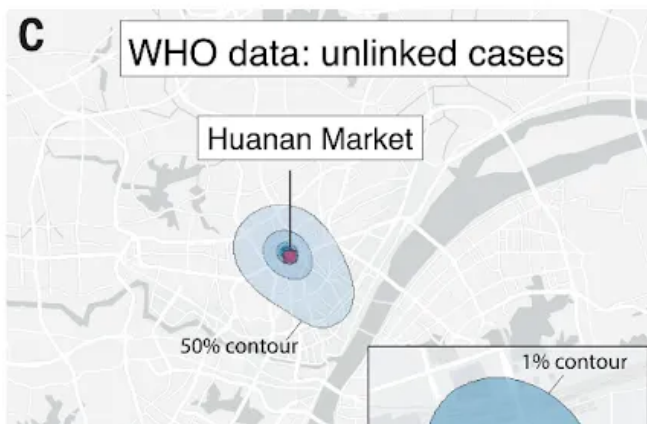 C
WHO data: unlinked cases
Huanan Market
50% contour
1% contour